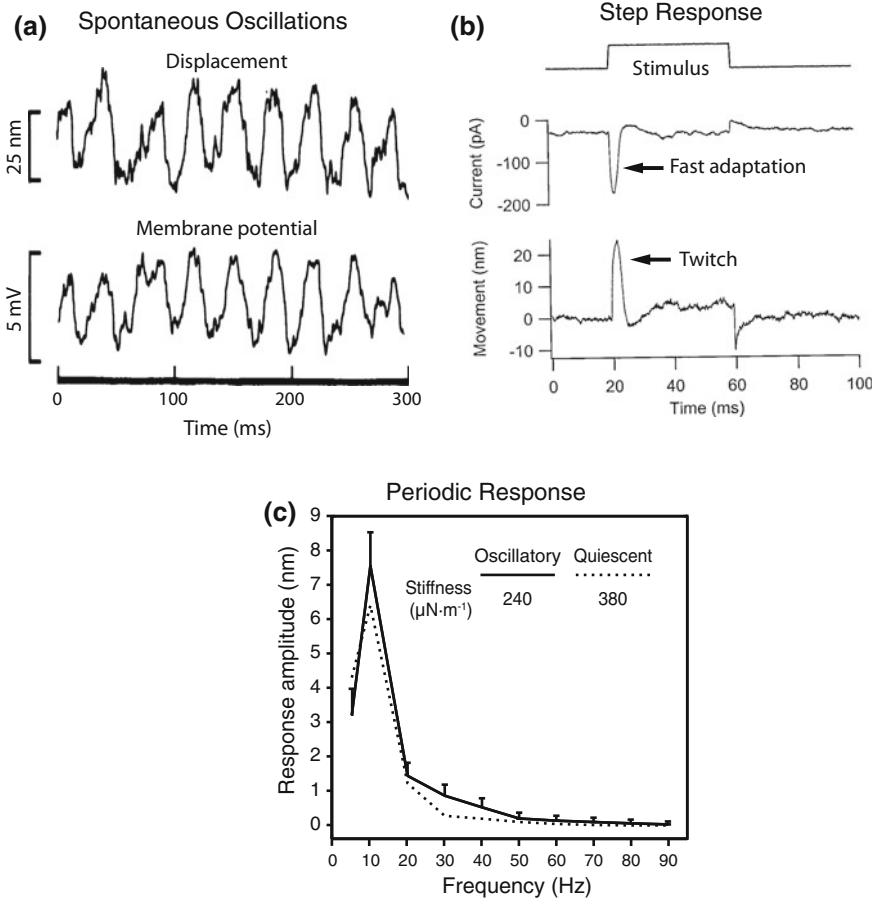 (a) Spontaneous Oscillations
Displacement
25 nm
Membrane potential
5 mV
0 100 200 300
Time (ms)
(b) Step Response
Stimulus
Current (pA)
0
-100
-200
Fast adaptation
Movement (nm)
20
10
0
-10
Twitch
0 20 40 60 80 100
Time (ms)
(c) Periodic Response
Response amplitude (nm)
9
8
7
6
5
4
3
2
1
0
Oscillatory Quiescent
Stiffness
(µN·m⁻¹) 240 380
0 10 20 30 40 50 60 70 80 90
Frequency (Hz)